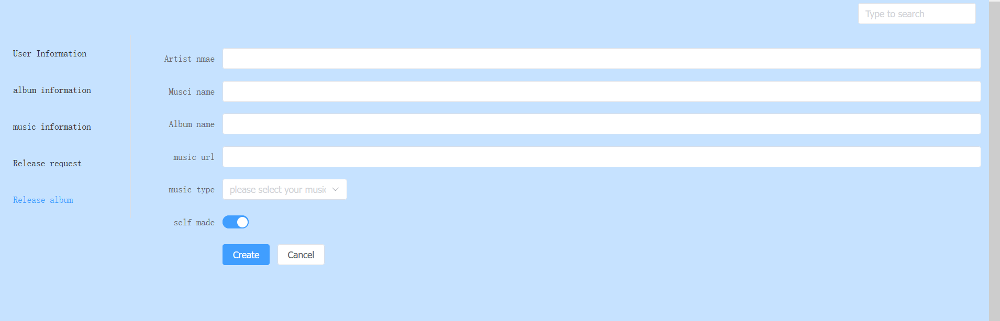 Type to search
User Information
album information
music information
Release request
Release album
Artist nmae
Musci name
Album name
music url
music type
please select your music
self made
Create
Cancel